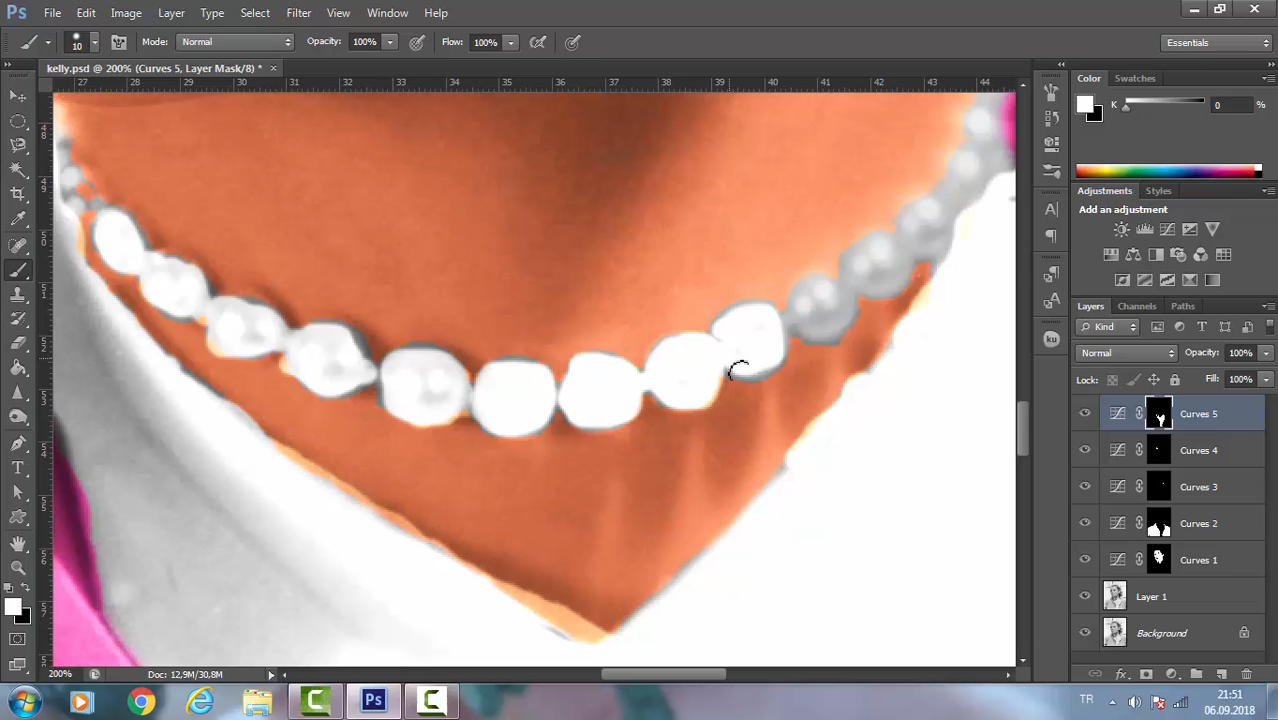 Ps File Edit Image Layer Type Select Filter View Window Help
10 Mode: Normal Opacity: 100% Flow: 100% Essentials
kelly.psd @ 200% (Curves 5, Layer Mask/8) * ×
27 28 29 30 31 32 33 34 35 36 37 38 39 40 41 42 43 44
Color Swatches
K 0 %
Adjustments Styles
Add an adjustment
Layers Channels Paths
Kind
Normal Opacity: 100%
Lock: Fill: 100%
Curves 5
Curves 4
Curves 3
Curves 2
Curves 1
Layer 1
Background
ku
200% Doc: 12,9M/30,8M
TR 21:51
06.09.2018